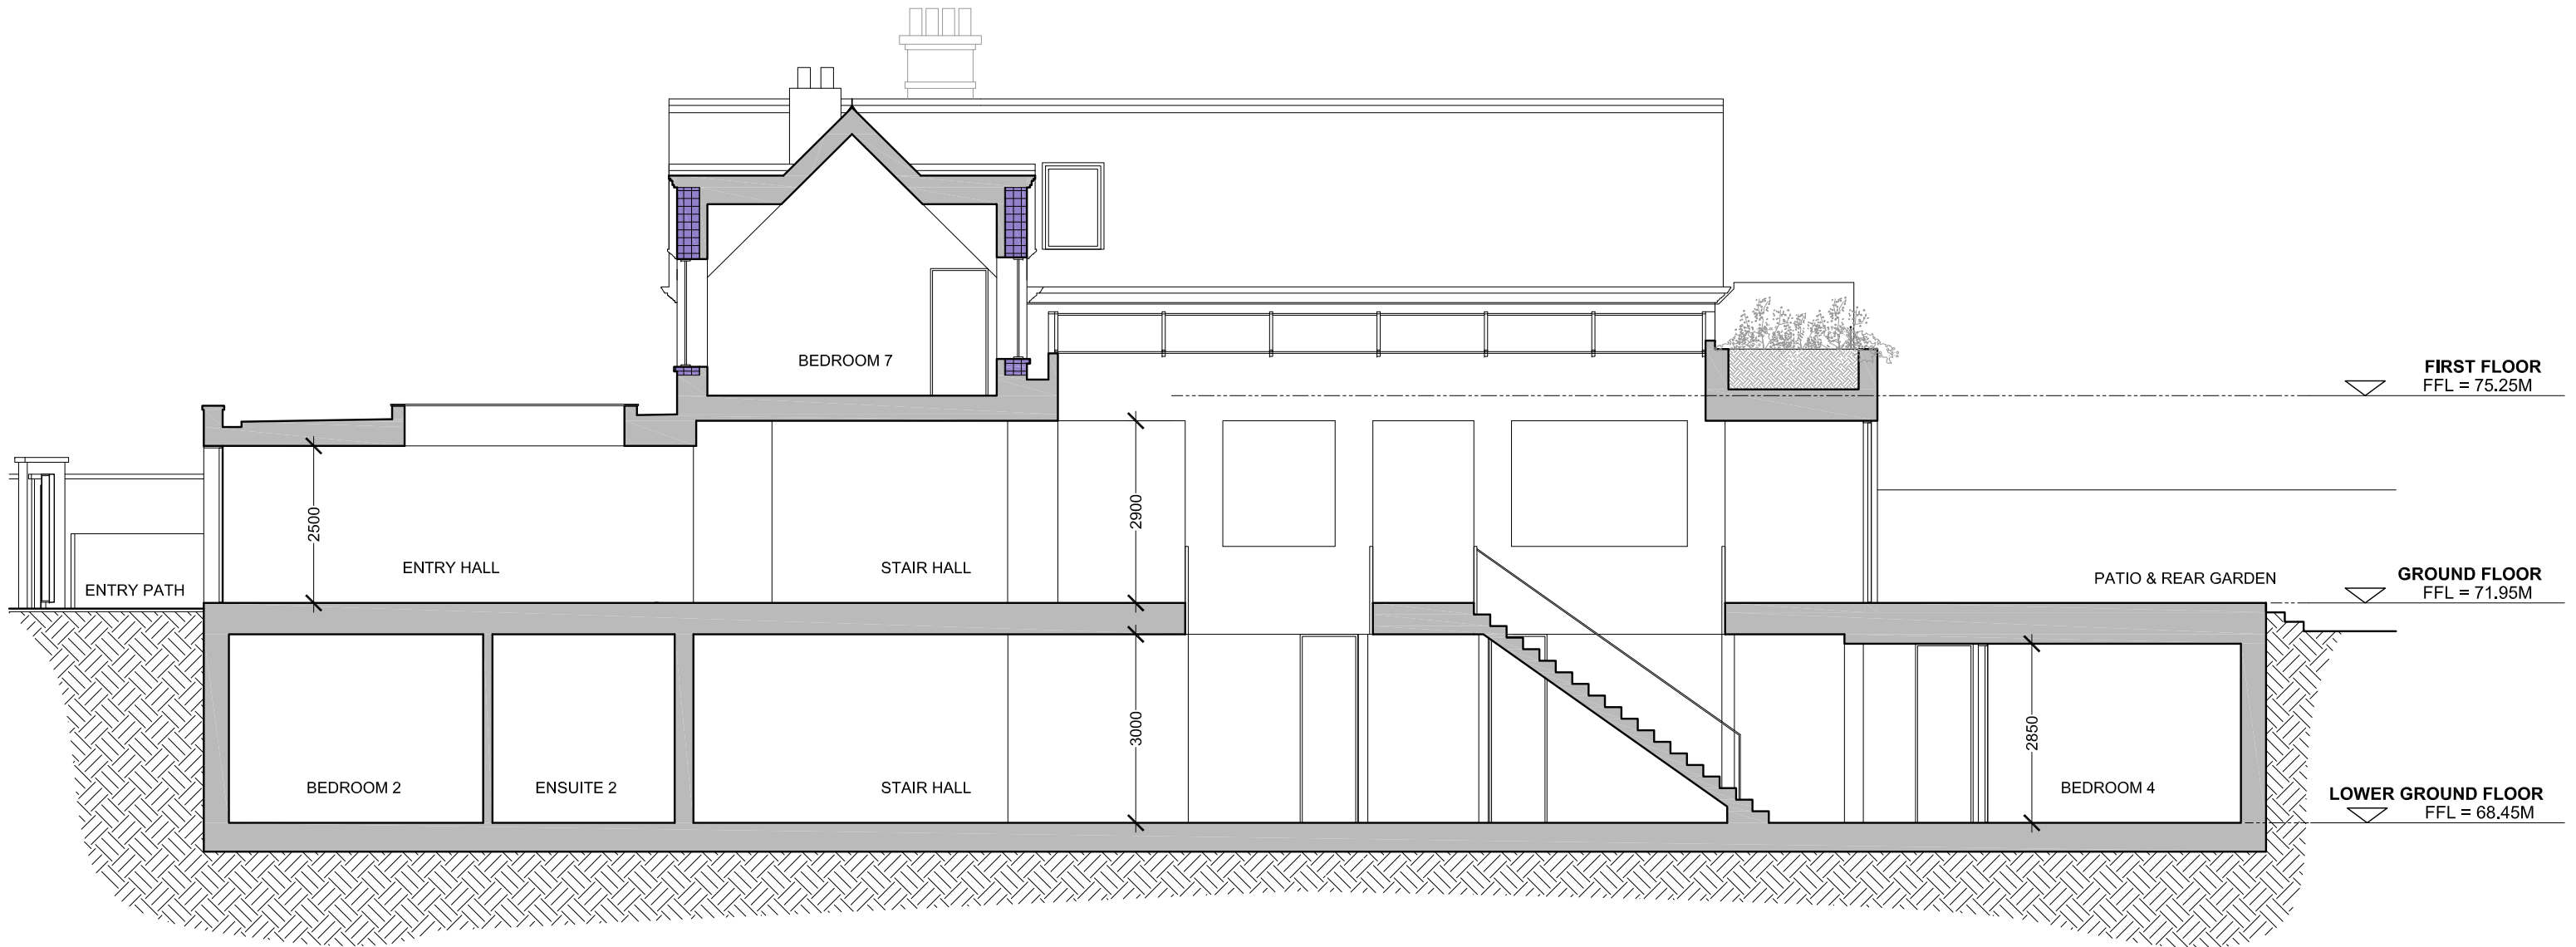 BEDROOM 7
FIRST FLOOR
FFL = 75.25M
2500
2900
ENTRY HALL
STAIR HALL
ENTRY PATH
PATIO & REAR GARDEN
GROUND FLOOR
FFL = 71.95M
3000
2850
BEDROOM 2
ENSUITE 2
STAIR HALL
BEDROOM 4
LOWER GROUND FLOOR
FFL = 68.45M